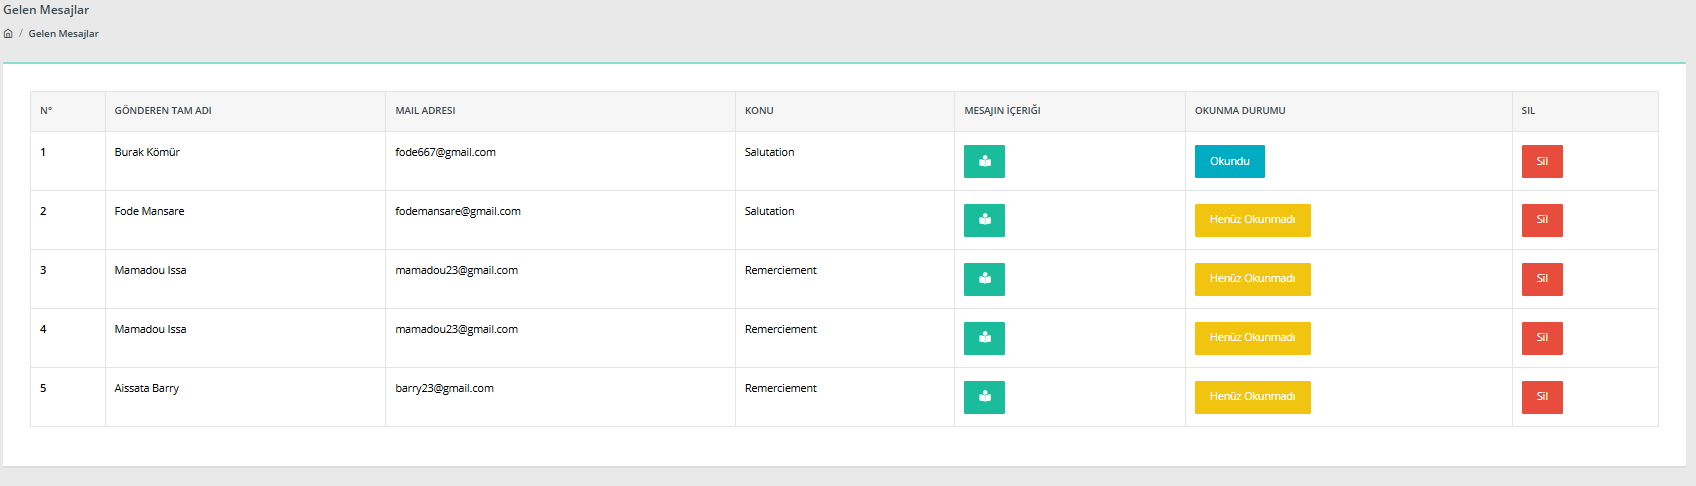 Gelen Mesajlar
/ Gelen Mesajlar
N° GÖNDEREN TAM ADI MAIL ADRESI KONU MESAJIN İÇERIĞI OKUNMA DURUMU SIL
1 Burak Kömür fode667@gmail.com Salutation Okundu Sil
2 Fode Mansare fodemansare@gmail.com Salutation Henüz Okunmadı Sil
3 Mamadou Issa mamadou23@gmail.com Remerciement Henüz Okunmadı Sil
4 Mamadou Issa mamadou23@gmail.com Remerciement Henüz Okunmadı Sil
5 Aissata Barry barry23@gmail.com Remerciement Henüz Okunmadı Sil